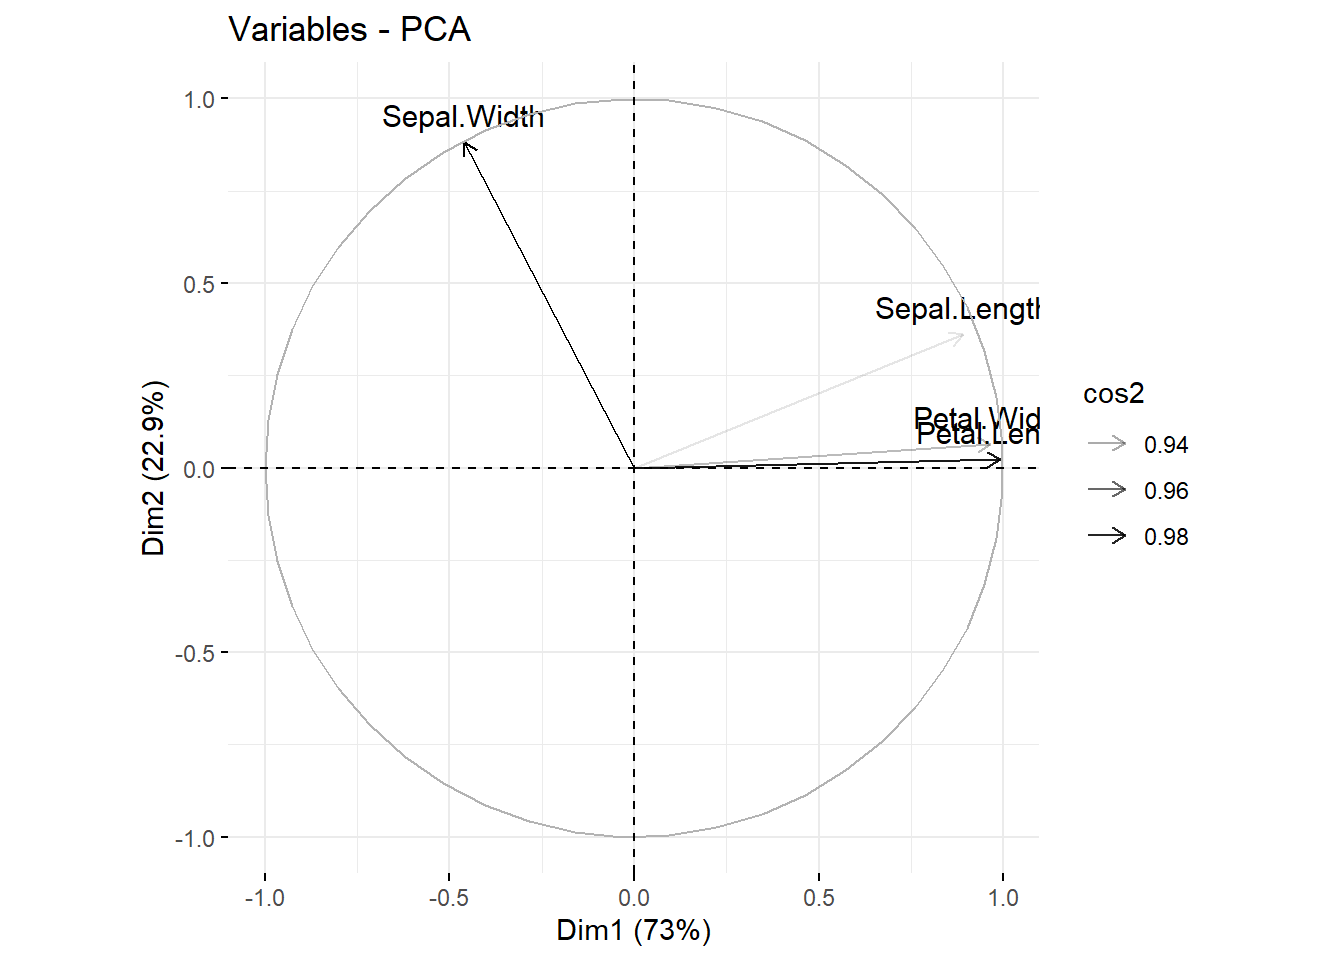 Variables - PCA
1.0
Sepal.Width
0.5
Sepal.Length
Petal.Wid
Petal.Len
0.0
-0.5
-1.0
Dim2 (22.9%)
-1.0
-0.5
0.0
0.5
1.0
Dim1 (73%)
cos2
0.94
0.96
0.98